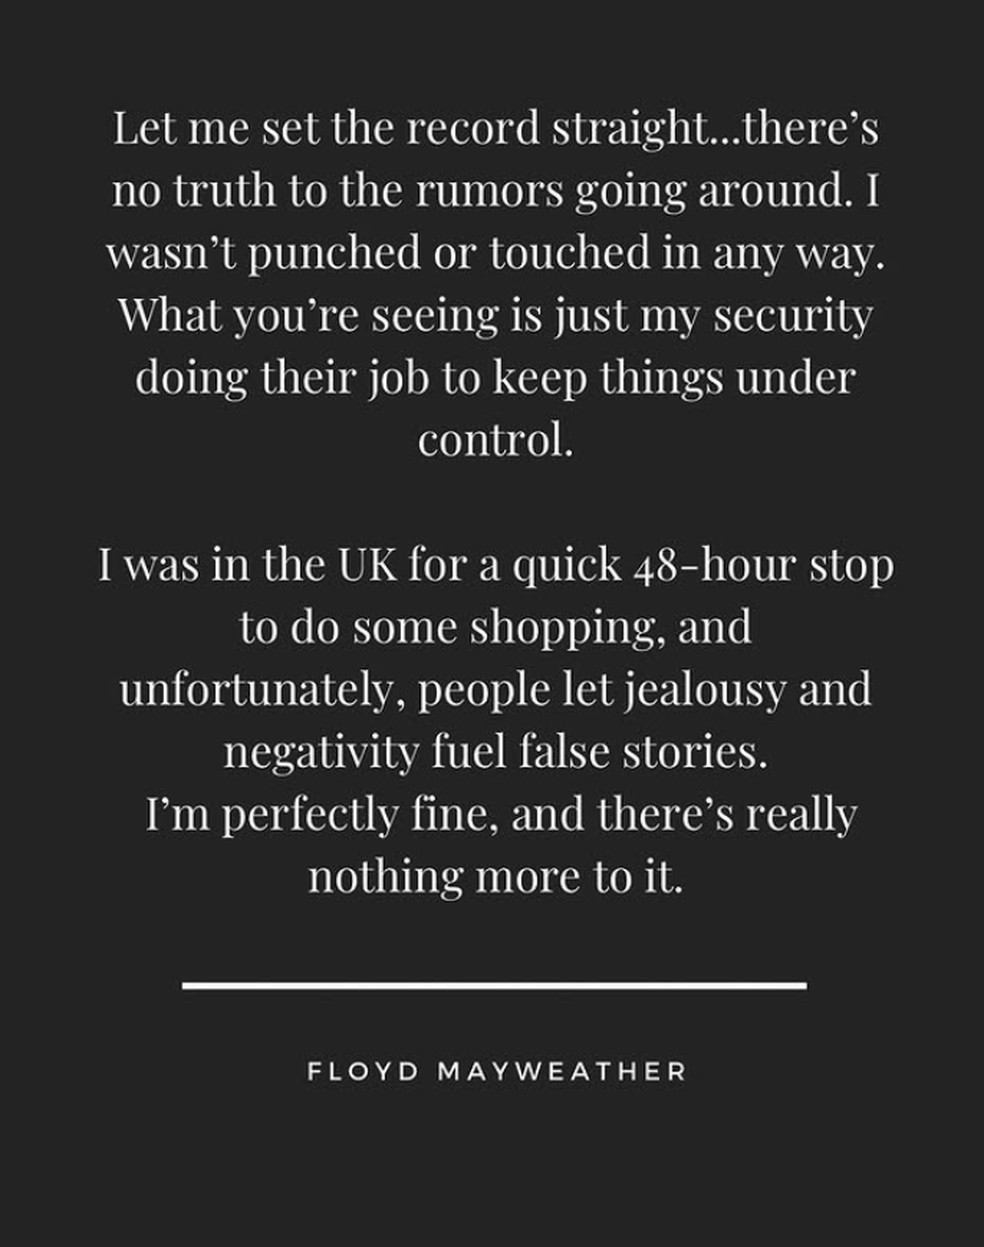 Let me set the record straight...there’s
no truth to the rumors going around. I
wasn’t punched or touched in any way.
What you’re seeing is just my security
doing their job to keep things under
control.
I was in the UK for a quick 48-hour stop
to do some shopping, and
unfortunately, people let jealousy and
negativity fuel false stories.
I’m perfectly fine, and there’s really
nothing more to it.
FLOYD MAYWEATHER